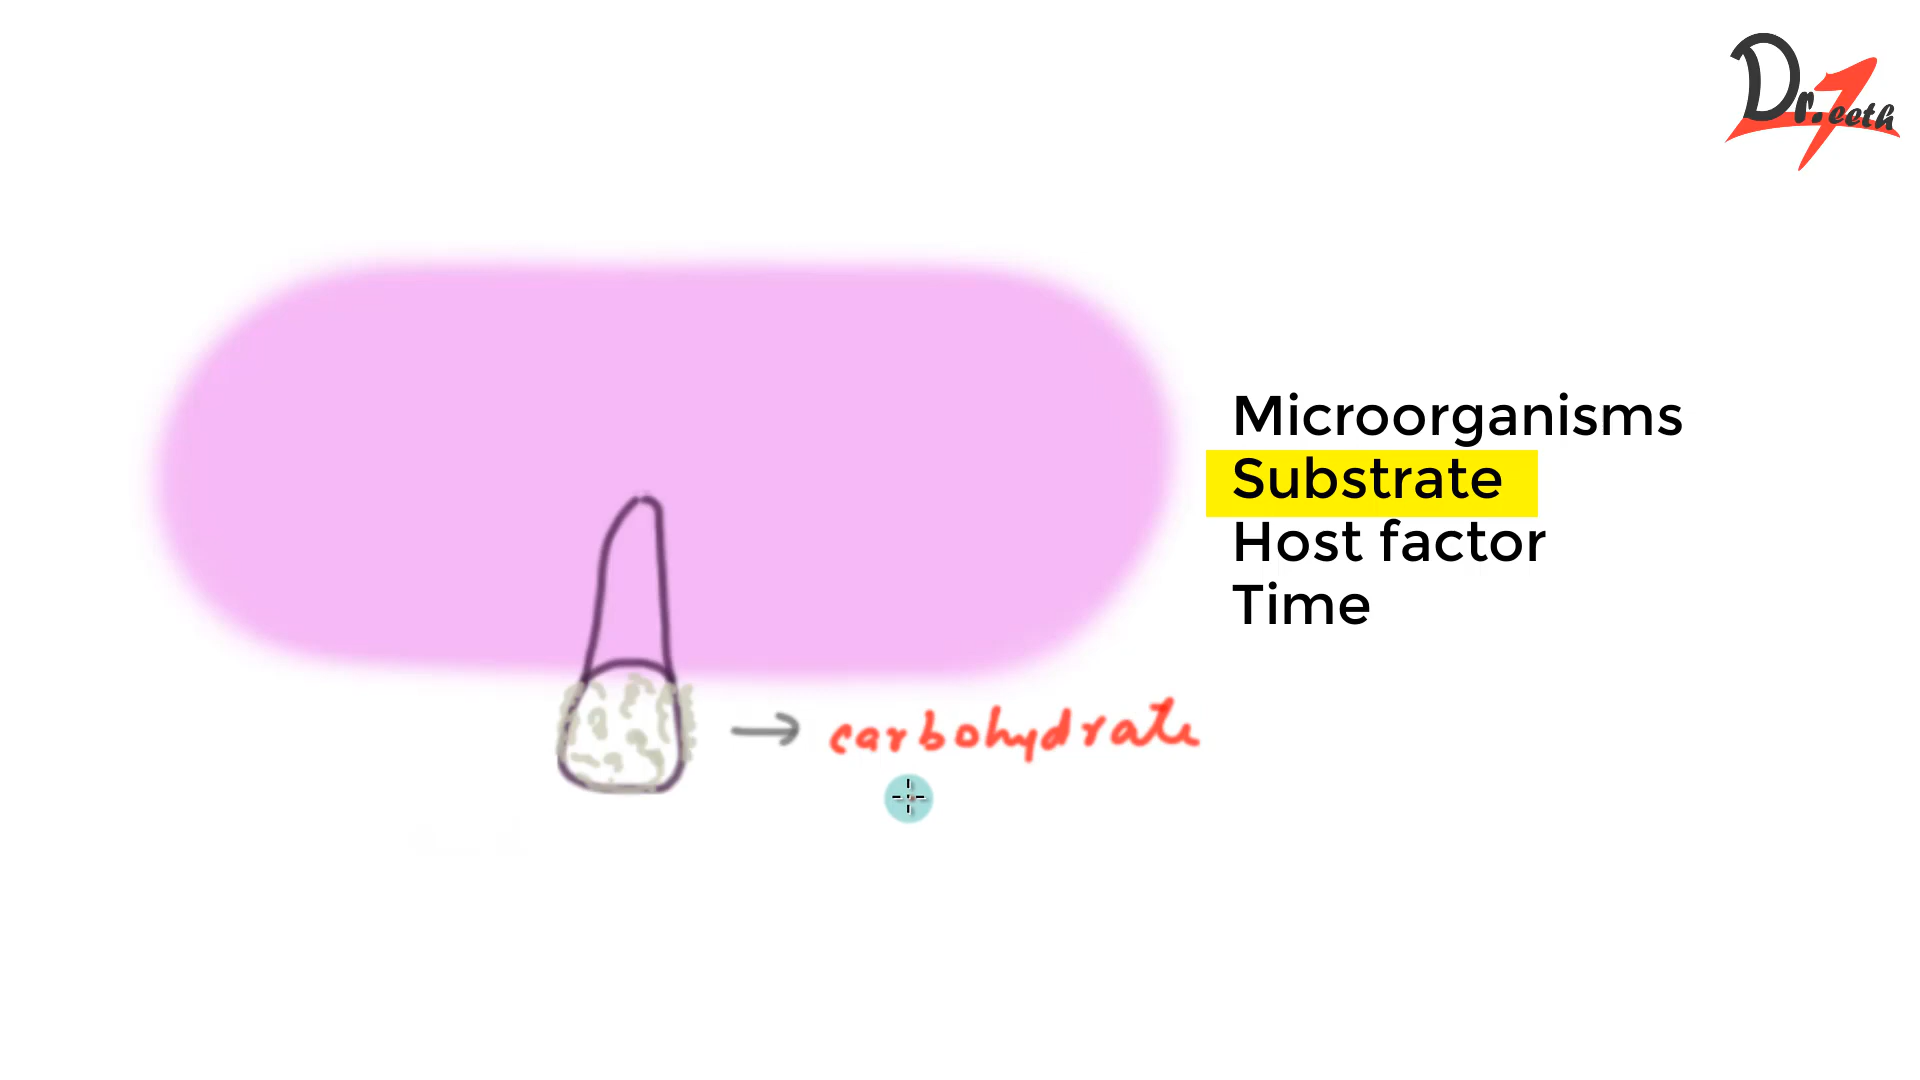 Dr.Teeth
Microorganisms
Substrate
Host factor
Time
carbohydrate